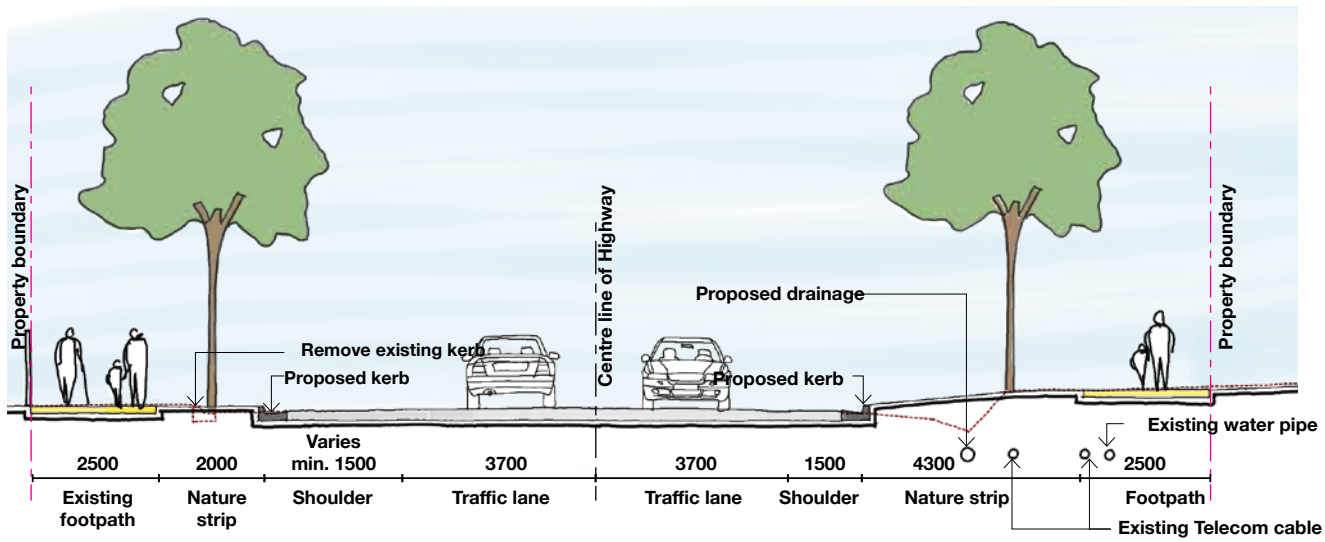 Property boundary
Centre line of Highway
Property boundary
Proposed drainage
Remove existing kerb
Proposed kerb
Proposed kerb
Existing water pipe
Varies
min. 1500
2500
2000
3700
3700
1500
4300
2500
Existing
footpath
Nature
strip
Shoulder
Traffic lane
Traffic lane
Shoulder
Nature strip
Footpath
Existing Telecom cable